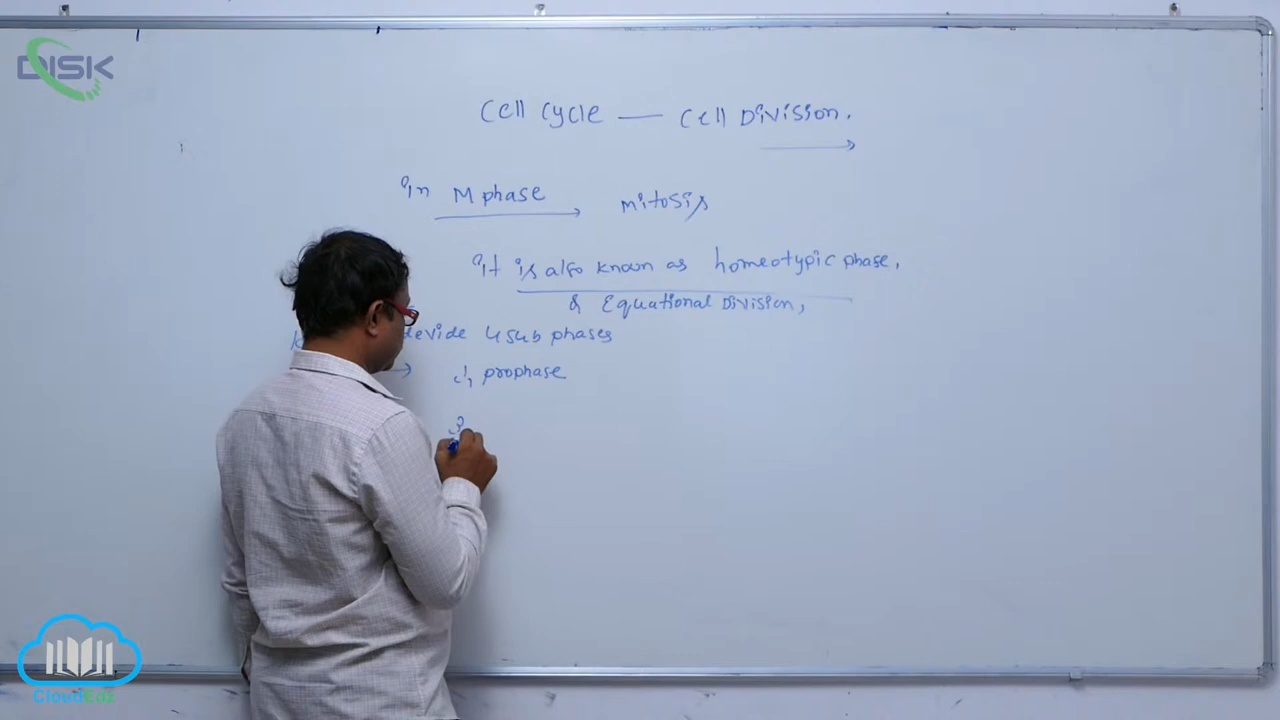 DISK
Cell Cycle — Cell Division.
in M phase → mitosis
it is also known as homeotypic phase,
& Equational Division,
devide 4 sub phases
→ 1, prophase
2
CloudEdz